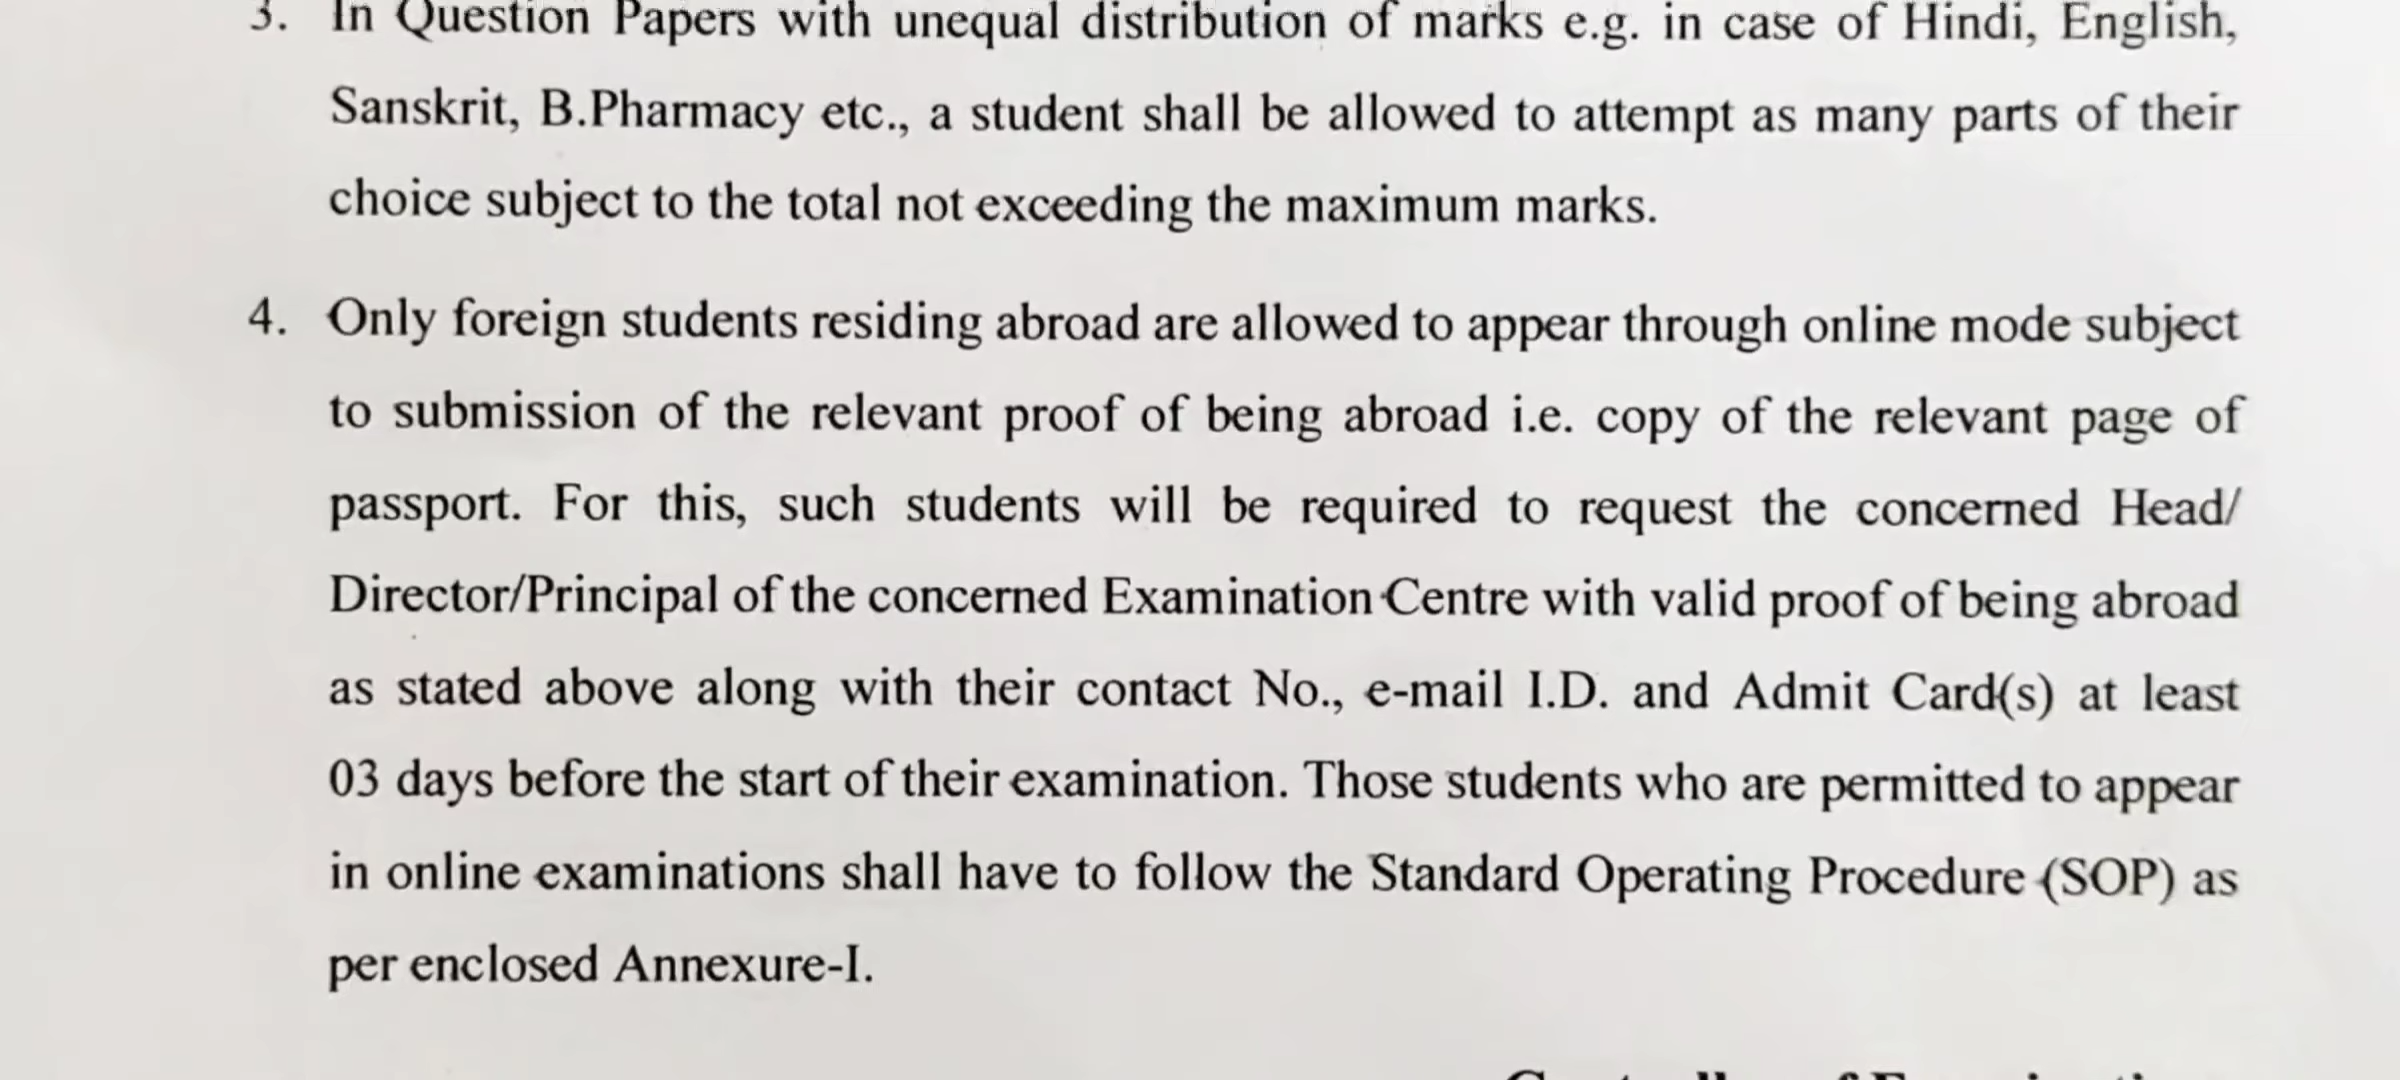 3. In Question Papers with unequal distribution of marks e.g. in case of Hindi, English,
Sanskrit, B.Pharmacy etc., a student shall be allowed to attempt as many parts of their
choice subject to the total not exceeding the maximum marks.
4. Only foreign students residing abroad are allowed to appear through online mode subject
to submission of the relevant proof of being abroad i.e. copy of the relevant page of
passport. For this, such students will be required to request the concerned Head/
Director/Principal of the concerned Examination Centre with valid proof of being abroad
as stated above along with their contact No., e-mail I.D. and Admit Card(s) at least
03 days before the start of their examination. Those students who are permitted to appear
in online examinations shall have to follow the Standard Operating Procedure (SOP) as
per enclosed Annexure-I.